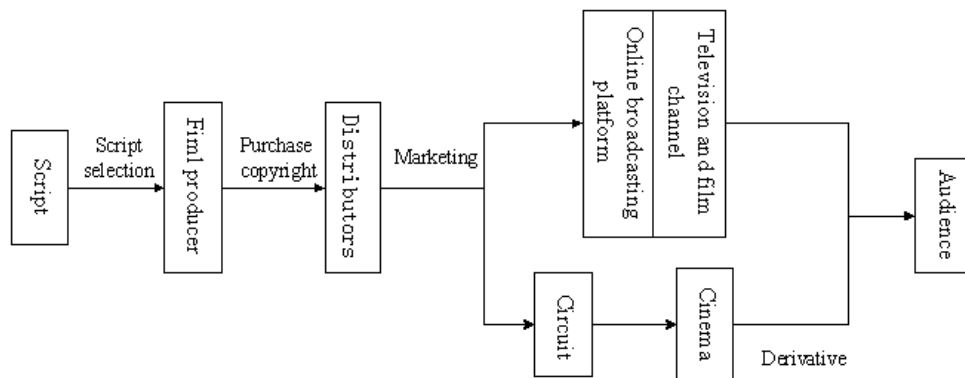 Script
Script
selection
Fiml producer
Purchase
copyright
Distributors
Marketing
Television and film
channel
Online broadcasting
platform
Circuit
Cinema
Derivative
Audience